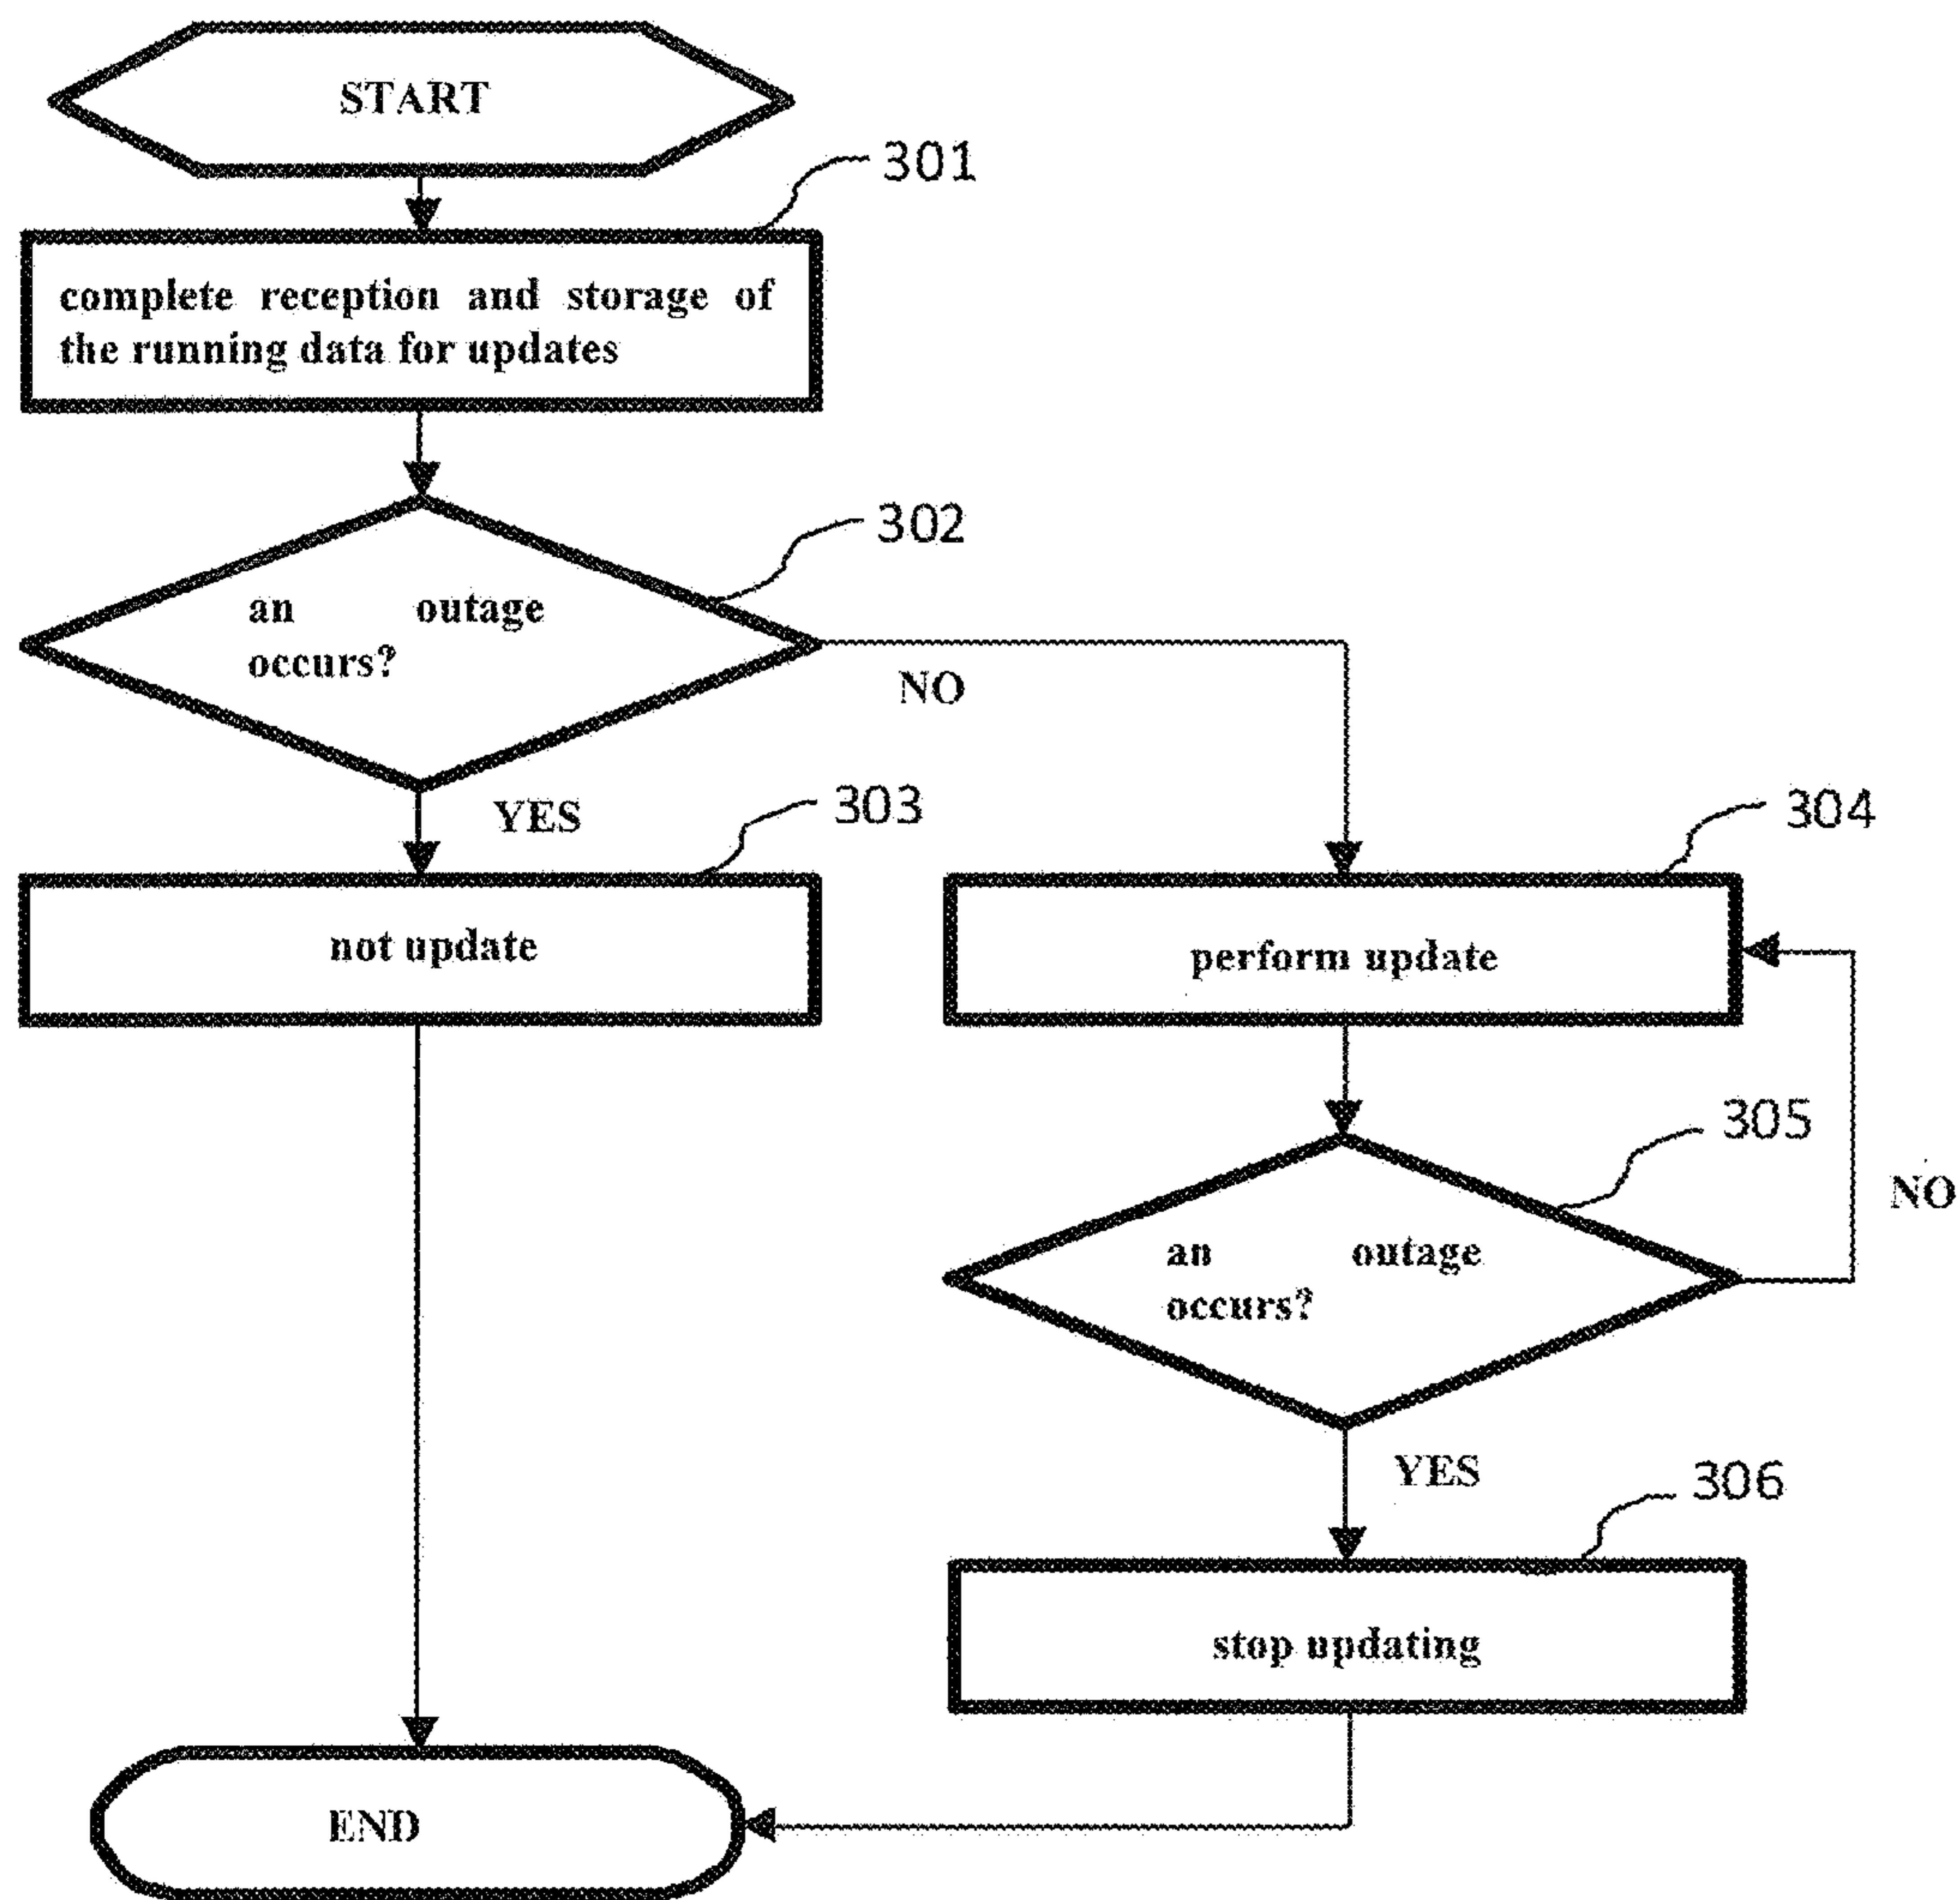 START
301
complete reception and storage of
the running data for updates
302
an outage
occurs?
NO
YES
303
304
not update
perform update
305
NO
an outage
occurs?
YES
306
stop updating
END